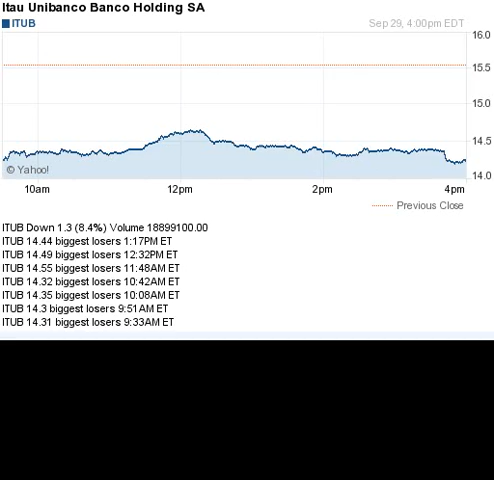 Itau Unibanco Banco Holding SA
ITUB Sep 29, 4:00pm EDT
16.0
15.5
15.0
14.5
14.0
© Yahoo!
10am 12pm 2pm 4pm
Previous Close
ITUB Down 1.3 (8.4%) Volume 18899100.00
ITUB 14.44 biggest losers 1:17PM ET
ITUB 14.49 biggest losers 12:32PM ET
ITUB 14.55 biggest losers 11:48AM ET
ITUB 14.32 biggest losers 10:42AM ET
ITUB 14.35 biggest losers 10:08AM ET
ITUB 14.3 biggest losers 9:51AM ET
ITUB 14.31 biggest losers 9:33AM ET